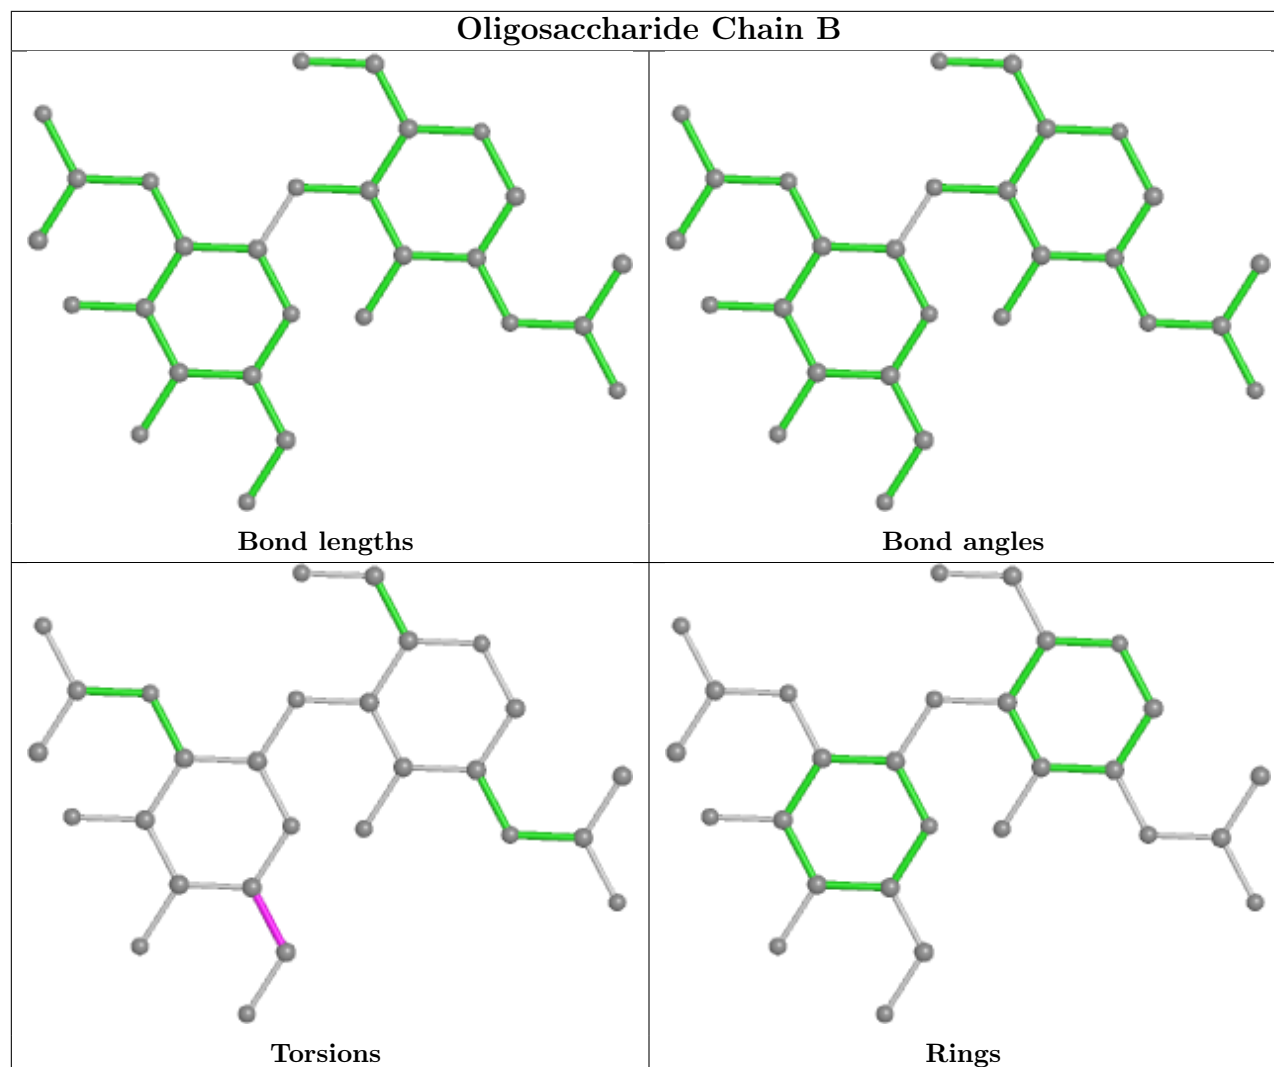 Oligosaccharide Chain B
Bond lengths
Bond angles
Torsions
Rings